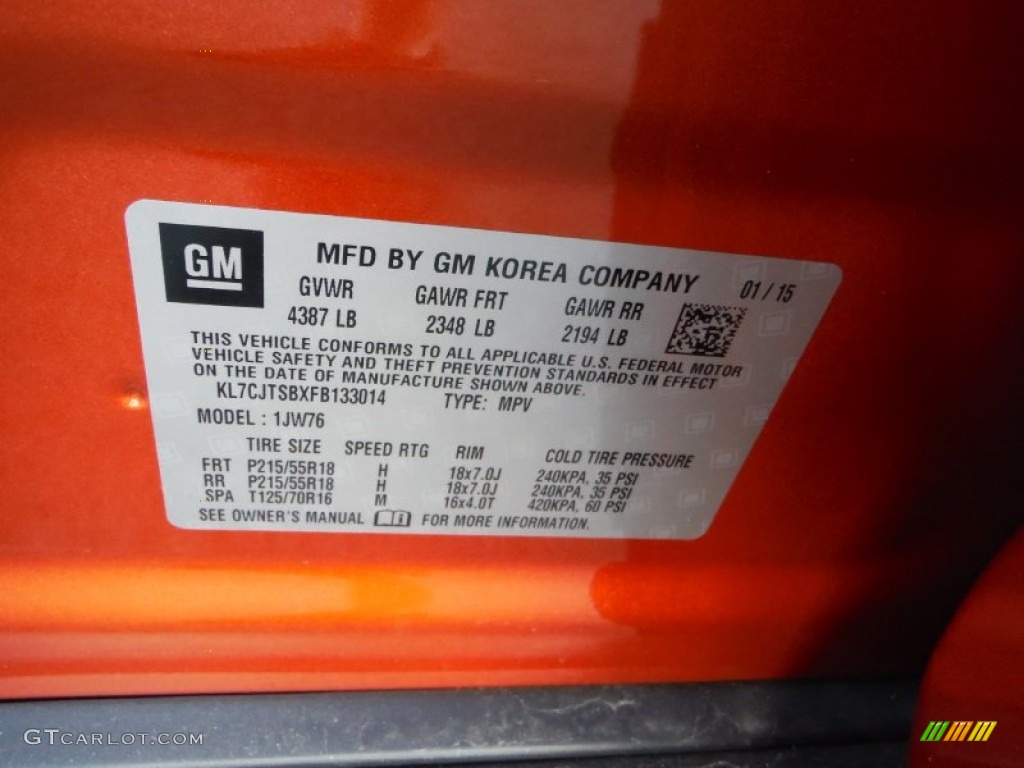 GM
MFD BY GM KOREA COMPANY 01/15
GVWR GAWR FRT GAWR RR
4387 LB 2348 LB 2194 LB
THIS VEHICLE CONFORMS TO ALL APPLICABLE U.S. FEDERAL MOTOR
VEHICLE SAFETY AND THEFT PREVENTION STANDARDS IN EFFECT
ON THE DATE OF MANUFACTURE SHOWN ABOVE.
KL7CJTSBXFB133014 TYPE: MPV
MODEL : 1JW76
TIRE SIZE SPEED RTG RIM COLD TIRE PRESSURE
FRT P215/55R18 H 18x7.0J 240KPA, 35 PSI
RR P215/55R18 H 18x7.0J 240KPA, 35 PSI
SPA T125/70R16 M 16x4.0T 420KPA, 60 PSI
SEE OWNER'S MANUAL FOR MORE INFORMATION.
GTCARLOT.COM